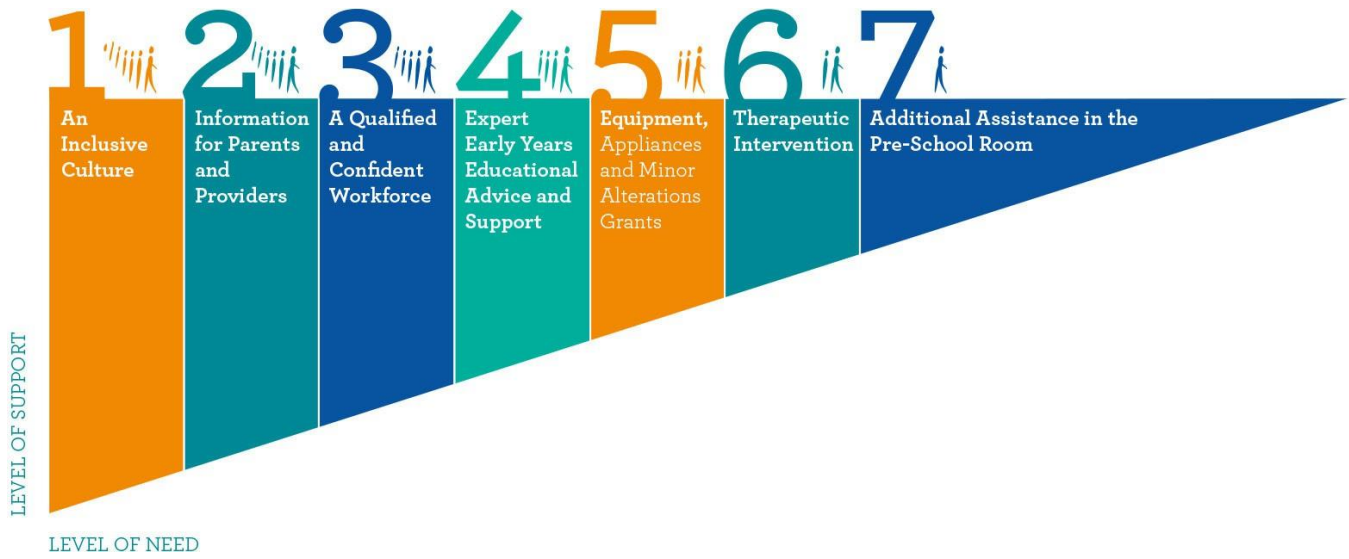 1
An
Inclusive
Culture
2
Information
for Parents
and
Providers
3
A Qualified
and
Confident
Workforce
4
Expert
Early Years
Educational
Advice and
Support
5
Equipment,
Appliances
and Minor
Alterations
Grants
6
Therapeutic
Intervention
7
Additional Assistance in the
Pre-School Room
LEVEL OF SUPPORT
LEVEL OF NEED